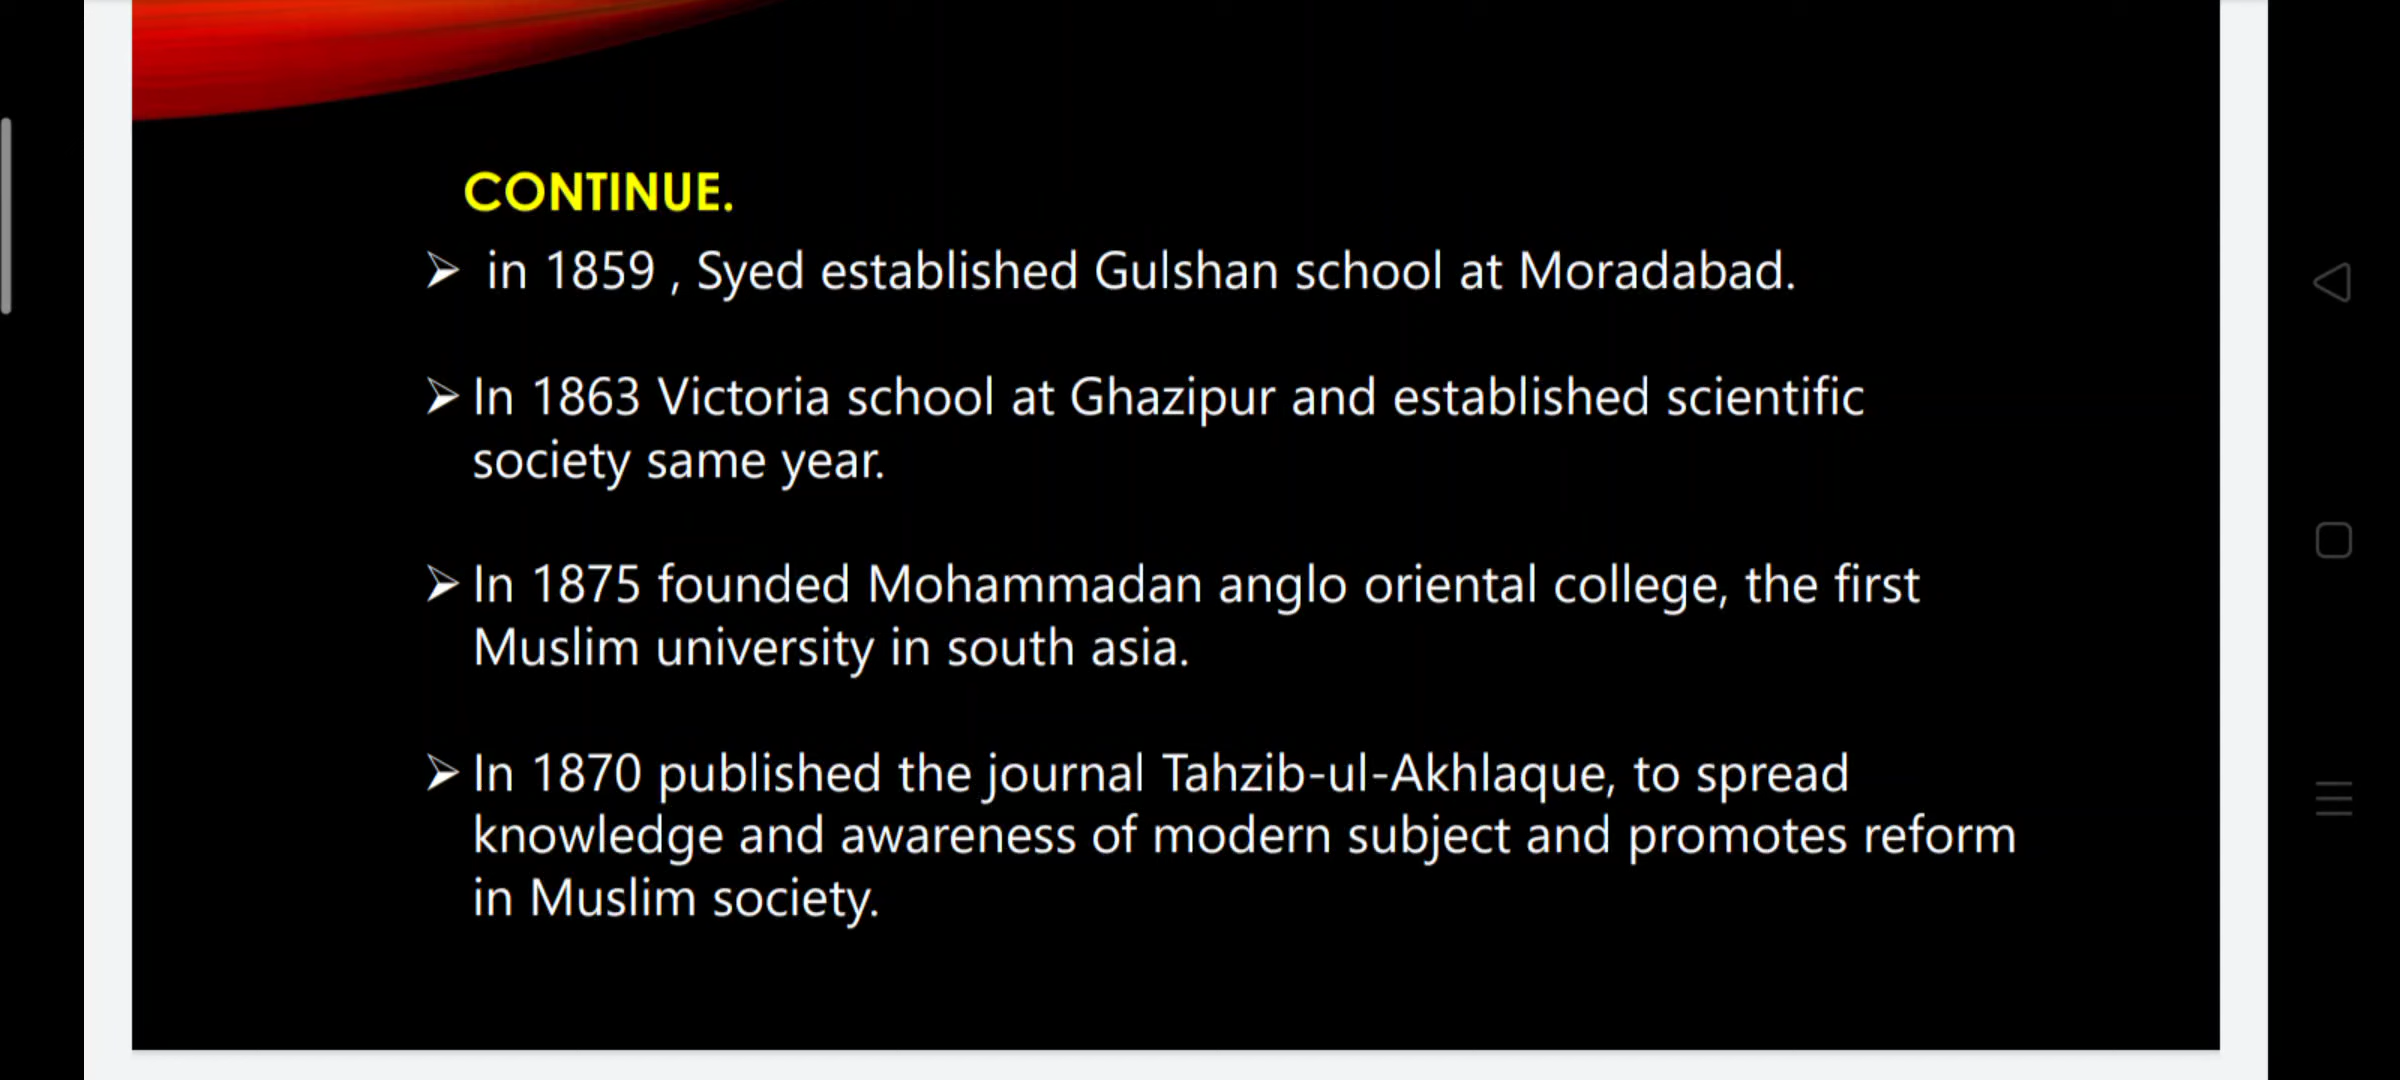 CONTINUE.
➢ in 1859 , Syed established Gulshan school at Moradabad.
➢ In 1863 Victoria school at Ghazipur and established scientific
society same year.
➢ In 1875 founded Mohammadan anglo oriental college, the first
Muslim university in south asia.
➢ In 1870 published the journal Tahzib-ul-Akhlaque, to spread
knowledge and awareness of modern subject and promotes reform
in Muslim society.